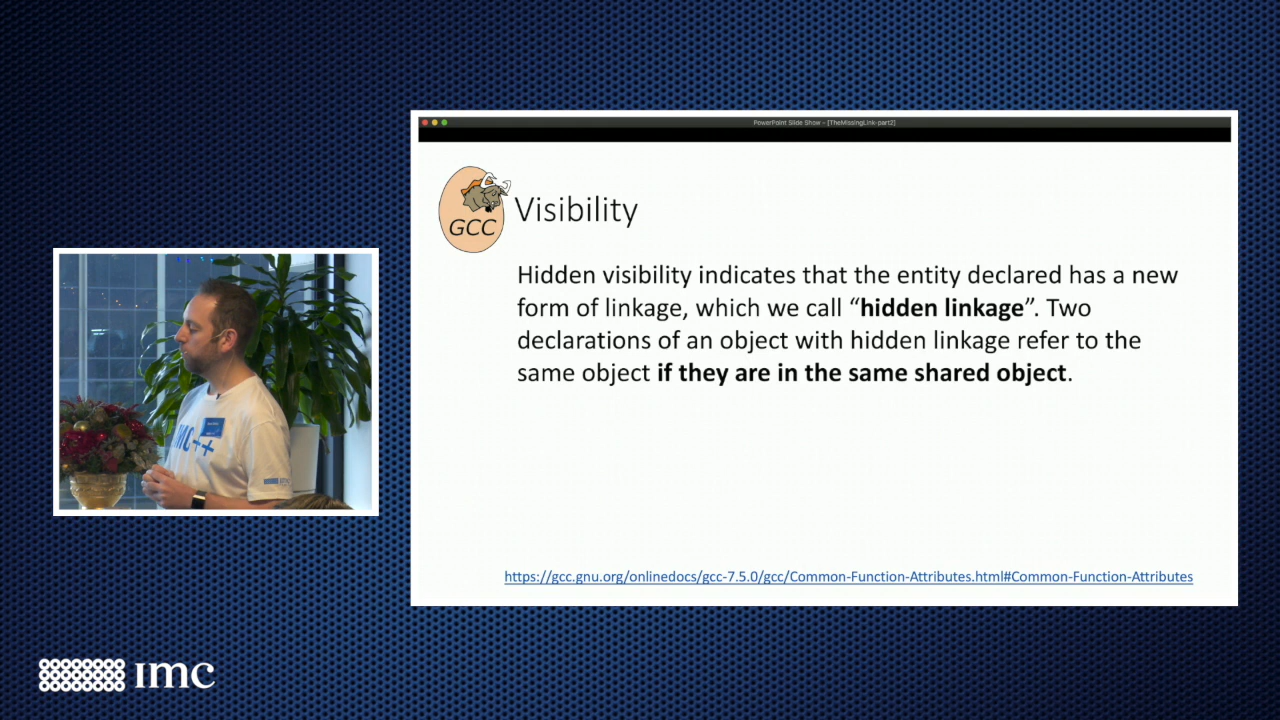 PowerPoint Slide Show – [TheMissingLink-part2]
GCC
Visibility
Hidden visibility indicates that the entity declared has a new
form of linkage, which we call “hidden linkage”. Two
declarations of an object with hidden linkage refer to the
same object if they are in the same shared object.
https://gcc.gnu.org/onlinedocs/gcc-7.5.0/gcc/Common-Function-Attributes.html#Common-Function-Attributes
IMC++
imc